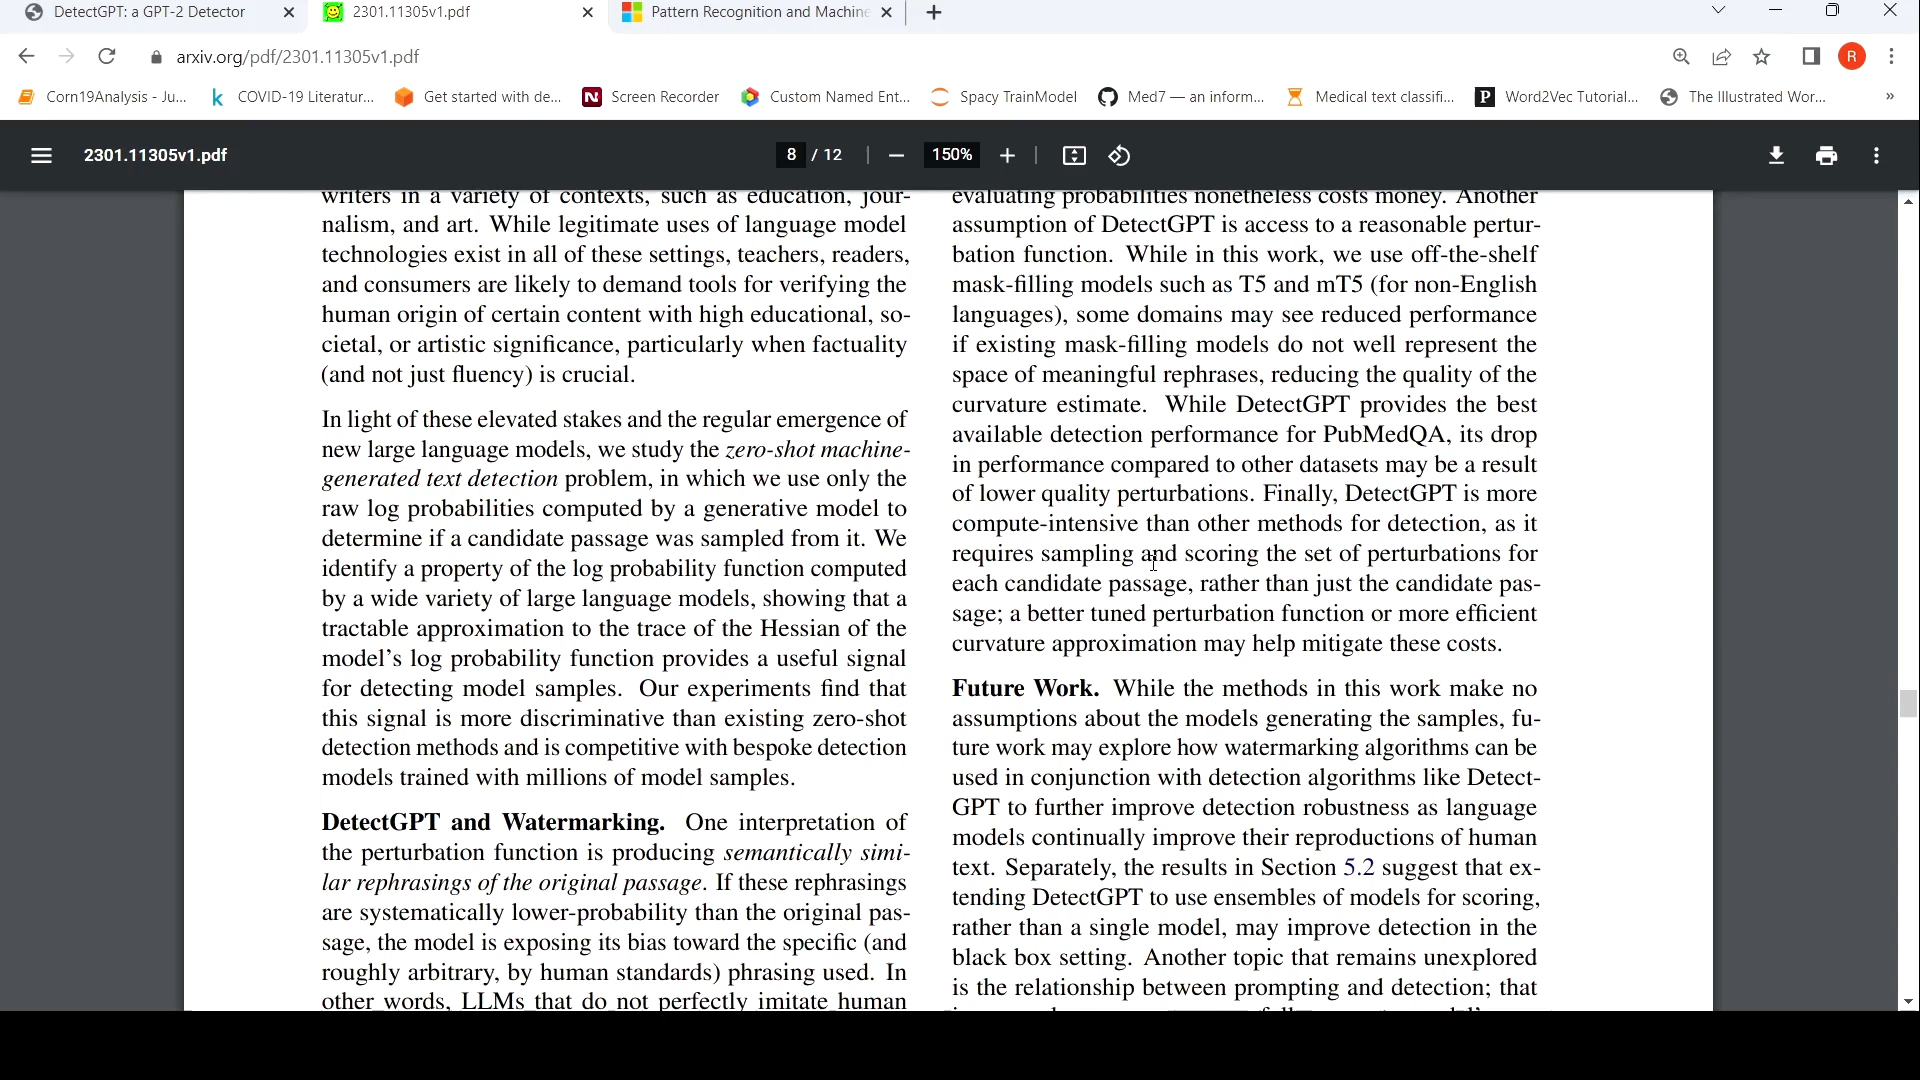 DetectGPT: a GPT-2 Detector
2301.11305v1.pdf
Pattern Recognition and Machine
arxiv.org/pdf/2301.11305v1.pdf
R
Corn19Analysis - Ju...
COVID-19 Literatur...
Get started with de...
Screen Recorder
Custom Named Ent...
Spacy TrainModel
Med7 — an inform...
Medical text classifi...
Word2Vec Tutorial...
The Illustrated Wor...
»
2301.11305v1.pdf
8 / 12
150%
writers in a variety of contexts, such as education, jour-
nalism, and art. While legitimate uses of language model
technologies exist in all of these settings, teachers, readers,
and consumers are likely to demand tools for verifying the
human origin of certain content with high educational, so-
cietal, or artistic significance, particularly when factuality
(and not just fluency) is crucial.
In light of these elevated stakes and the regular emergence of
new large language models, we study the zero-shot machine-
generated text detection problem, in which we use only the
raw log probabilities computed by a generative model to
determine if a candidate passage was sampled from it. We
identify a property of the log probability function computed
by a wide variety of large language models, showing that a
tractable approximation to the trace of the Hessian of the
model's log probability function provides a useful signal
for detecting model samples. Our experiments find that
this signal is more discriminative than existing zero-shot
detection methods and is competitive with bespoke detection
models trained with millions of model samples.
DetectGPT and Watermarking. One interpretation of
the perturbation function is producing semantically simi-
lar rephrasings of the original passage. If these rephrasings
are systematically lower-probability than the original pas-
sage, the model is exposing its bias toward the specific (and
roughly arbitrary, by human standards) phrasing used. In
other words, LLMs that do not perfectly imitate human
evaluating probabilities nonetheless costs money. Another
assumption of DetectGPT is access to a reasonable pertur-
bation function. While in this work, we use off-the-shelf
mask-filling models such as T5 and mT5 (for non-English
languages), some domains may see reduced performance
if existing mask-filling models do not well represent the
space of meaningful rephrases, reducing the quality of the
curvature estimate. While DetectGPT provides the best
available detection performance for PubMedQA, its drop
in performance compared to other datasets may be a result
of lower quality perturbations. Finally, DetectGPT is more
compute-intensive than other methods for detection, as it
requires sampling and scoring the set of perturbations for
each candidate passage, rather than just the candidate pas-
sage; a better tuned perturbation function or more efficient
curvature approximation may help mitigate these costs.
Future Work. While the methods in this work make no
assumptions about the models generating the samples, fu-
ture work may explore how watermarking algorithms can be
used in conjunction with detection algorithms like Detect-
GPT to further improve detection robustness as language
models continually improve their reproductions of human
text. Separately, the results in Section 5.2 suggest that ex-
tending DetectGPT to use ensembles of models for scoring,
rather than a single model, may improve detection in the
black box setting. Another topic that remains unexplored
is the relationship between prompting and detection; that